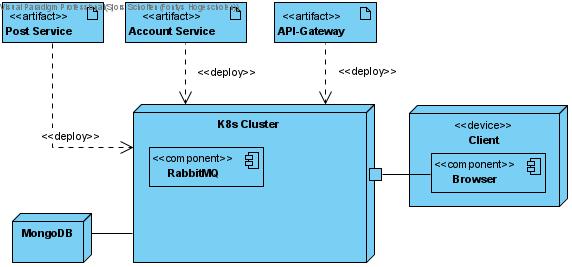 Visual Paradigm Professional(Sjors Scholten(Fontys Hogeschool))
<<artifact>>
Post Service
<<artifact>>
Account Service
<<artifact>>
API-Gateway
<<deploy>>
<<deploy>>
<<deploy>>
K8s Cluster
<<component>>
RabbitMQ
<<device>>
Client
<<component>>
Browser
MongoDB